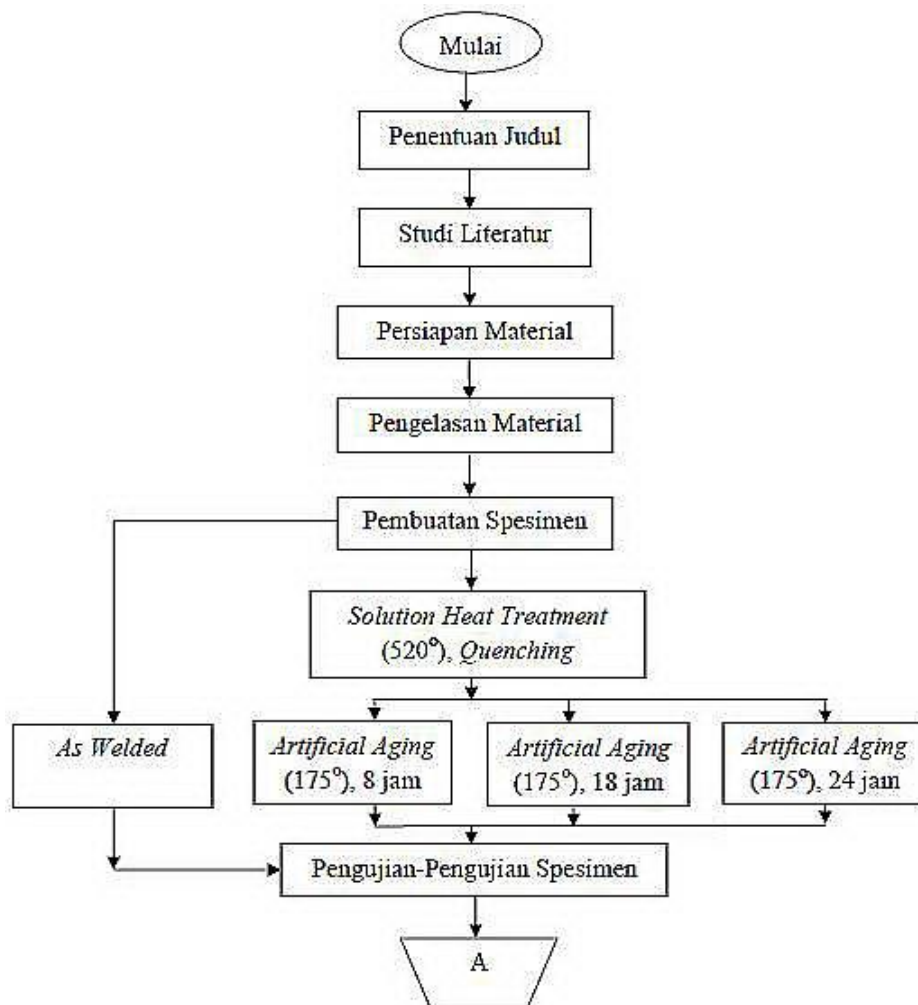 Mulai
Penentuan Judul
Studi Literatur
Persiapan Material
Pengelasan Material
Pembuatan Spesimen
Solution Heat Treatment
(520°), Quenching
As Welded
Artificial Aging
(175°), 8 jam
Artificial Aging
(175°), 18 jam
Artificial Aging
(175°), 24 jam
Pengujian-Pengujian Spesimen
A